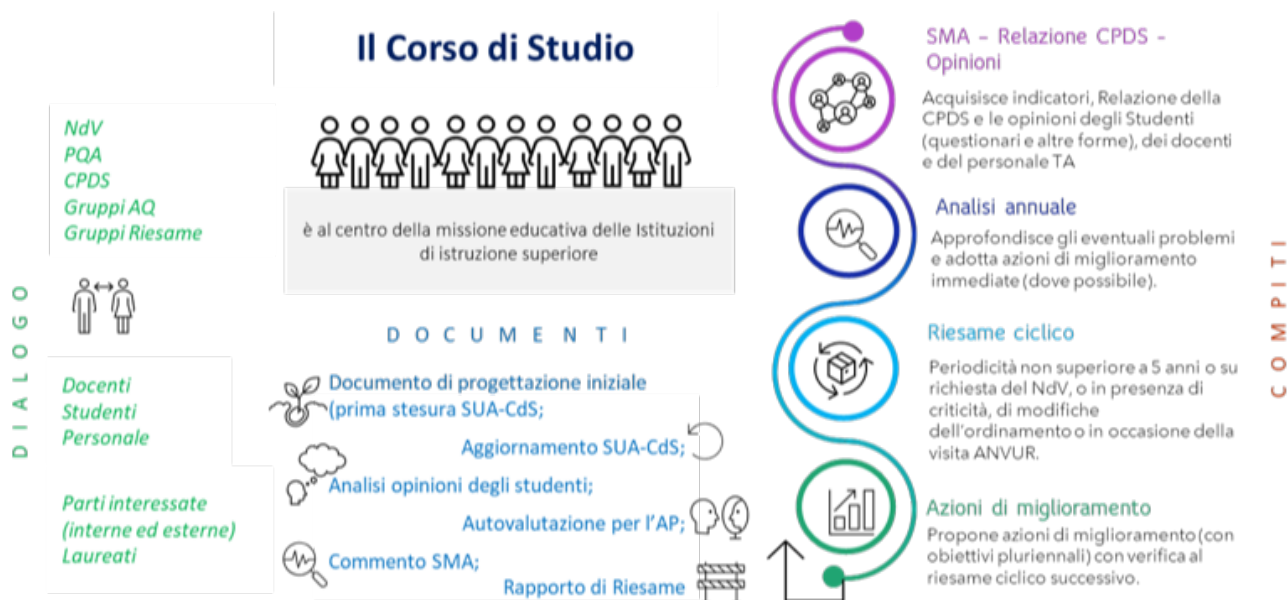 Il Corso di Studio
NdV
PQA
CPDS
Gruppi AQ
Gruppi Riesame
DIALOGO
Docenti
Studenti
Personale
Parti interessate
(interne ed esterne)
Laureati
è al centro della missione educativa delle Istituzioni
di istruzione superiore
DOCUMENTI
Documento di progettazione iniziale
(prima stesura SUA-CdS;
Aggiornamento SUA-CdS;
Analisi opinioni degli studenti;
Autovalutazione per l'AP;
Commento SMA;
Rapporto di Riesame
SMA – Relazione CPDS -
Opinioni
Acquisisce indicatori, Relazione della
CPDS e le opinioni degli Studenti
(questionari e altre forme), dei docenti
e del personale TA
Analisi annuale
Approfondisce gli eventuali problemi
e adotta azioni di miglioramento
immediate (dove possibile).
Riesame ciclico
Periodicità non superiore a 5 anni o su
richiesta del NdV, o in presenza di
criticità, di modifiche
dell'ordinamento o in occasione della
visita ANVUR.
Azioni di miglioramento
Propone azioni di miglioramento (con
obiettivi pluriennali) con verifica al
riesame ciclico successivo.
COMPITI